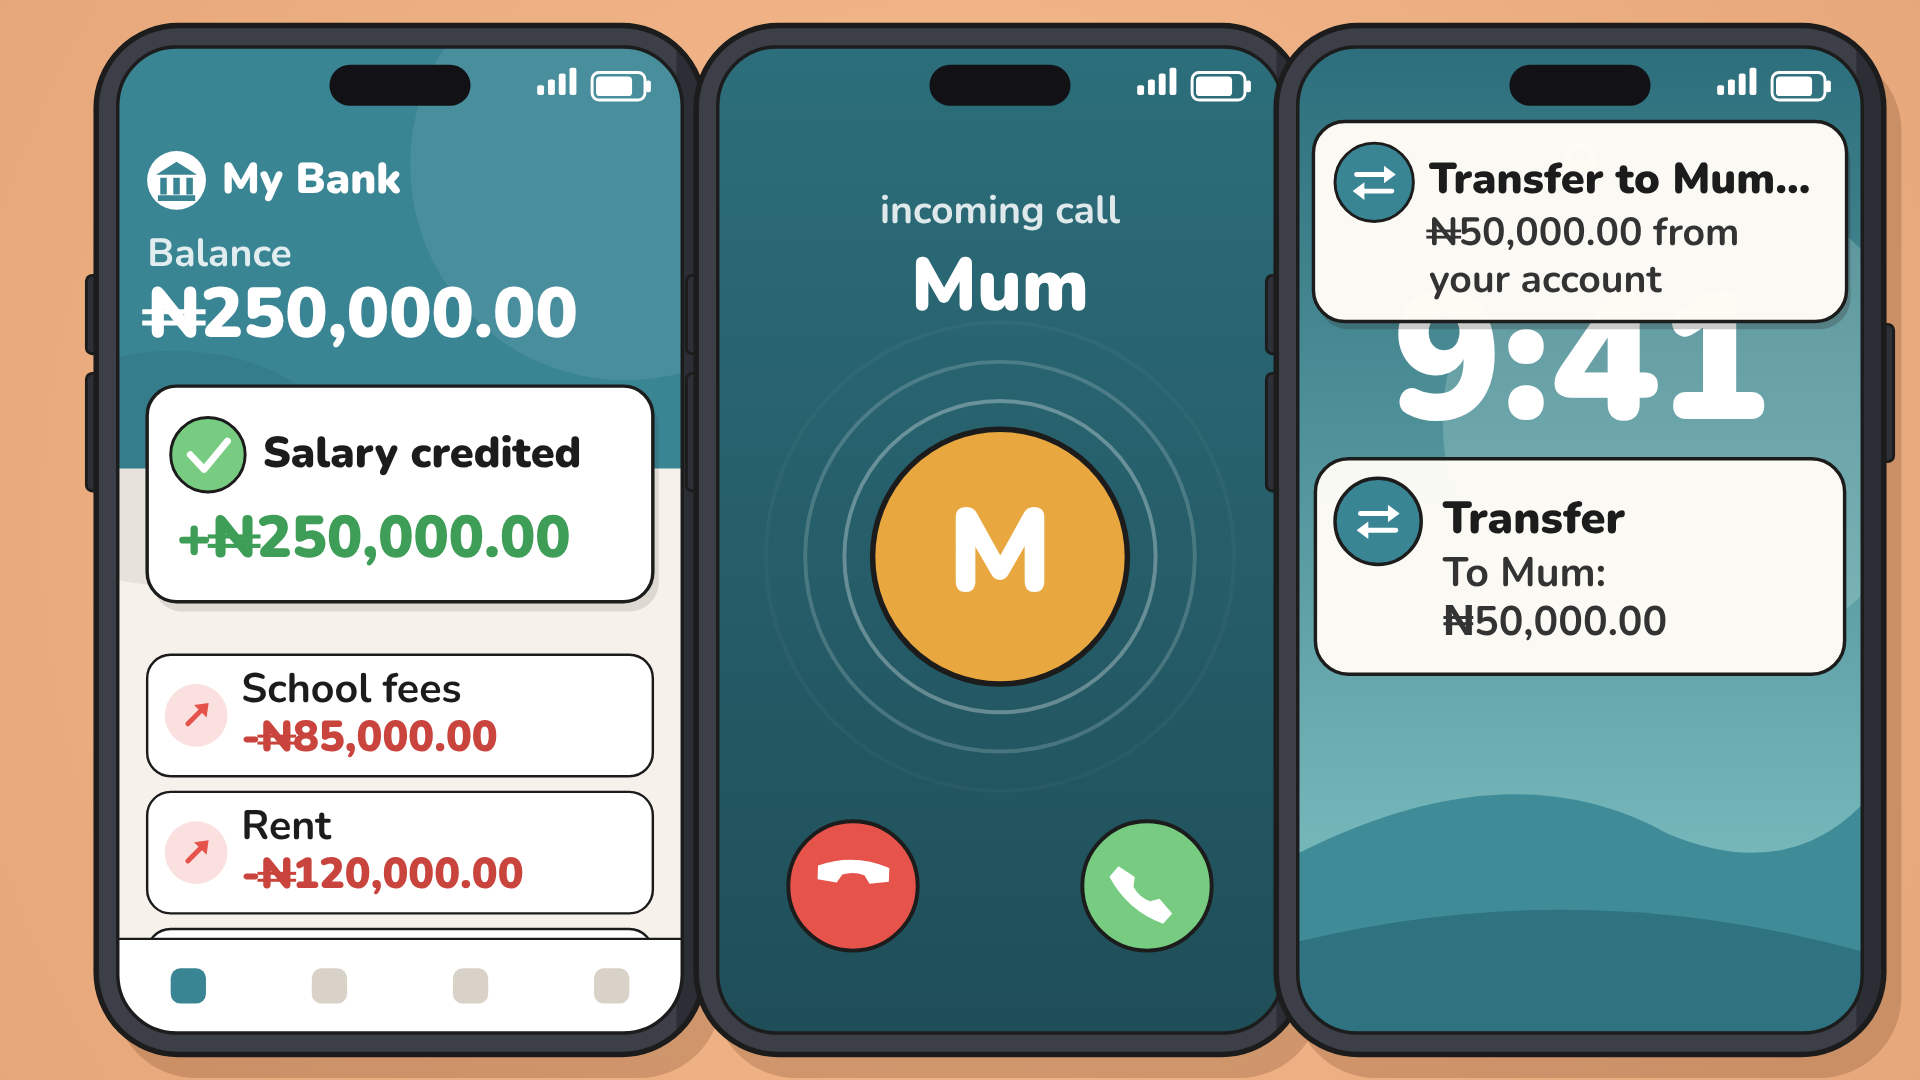 My Bank
Balance
₦250,000.00
Salary credited
+₦250,000.00
School fees
-₦85,000.00
Rent
-₦120,000.00
incoming call
Mum
M
Transfer to Mum...
₦50,000.00 from
your account
9:41
Transfer
To Mum:
₦50,000.00